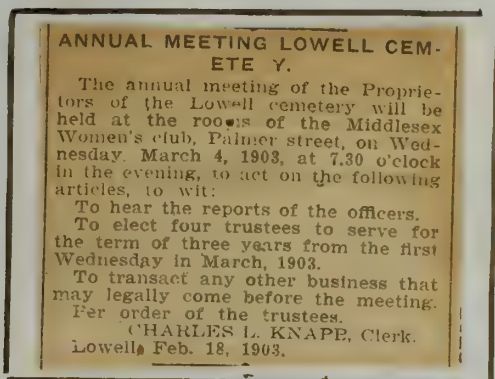 ANNUAL MEETING LOWELL CEM-
ETE Y.
The annual meeting of the Proprie-
tors of the Lowell cemetery will be
held at the rooms of the Middlesex
Women's club, Palmer street, on Wed-
nesday, March 4, 1903, at 7.30 o'clock
in the evening, to act on the following
articles, to wit:
To hear the reports of the officers.
To elect four trustees to serve for
the term of three years from the first
Wednesday in March, 1903.
To transact any other business that
may legally come before the meeting.
Per order of the trustees.
CHARLES L. KNAPP, Clerk.
Lowell, Feb. 18, 1903.